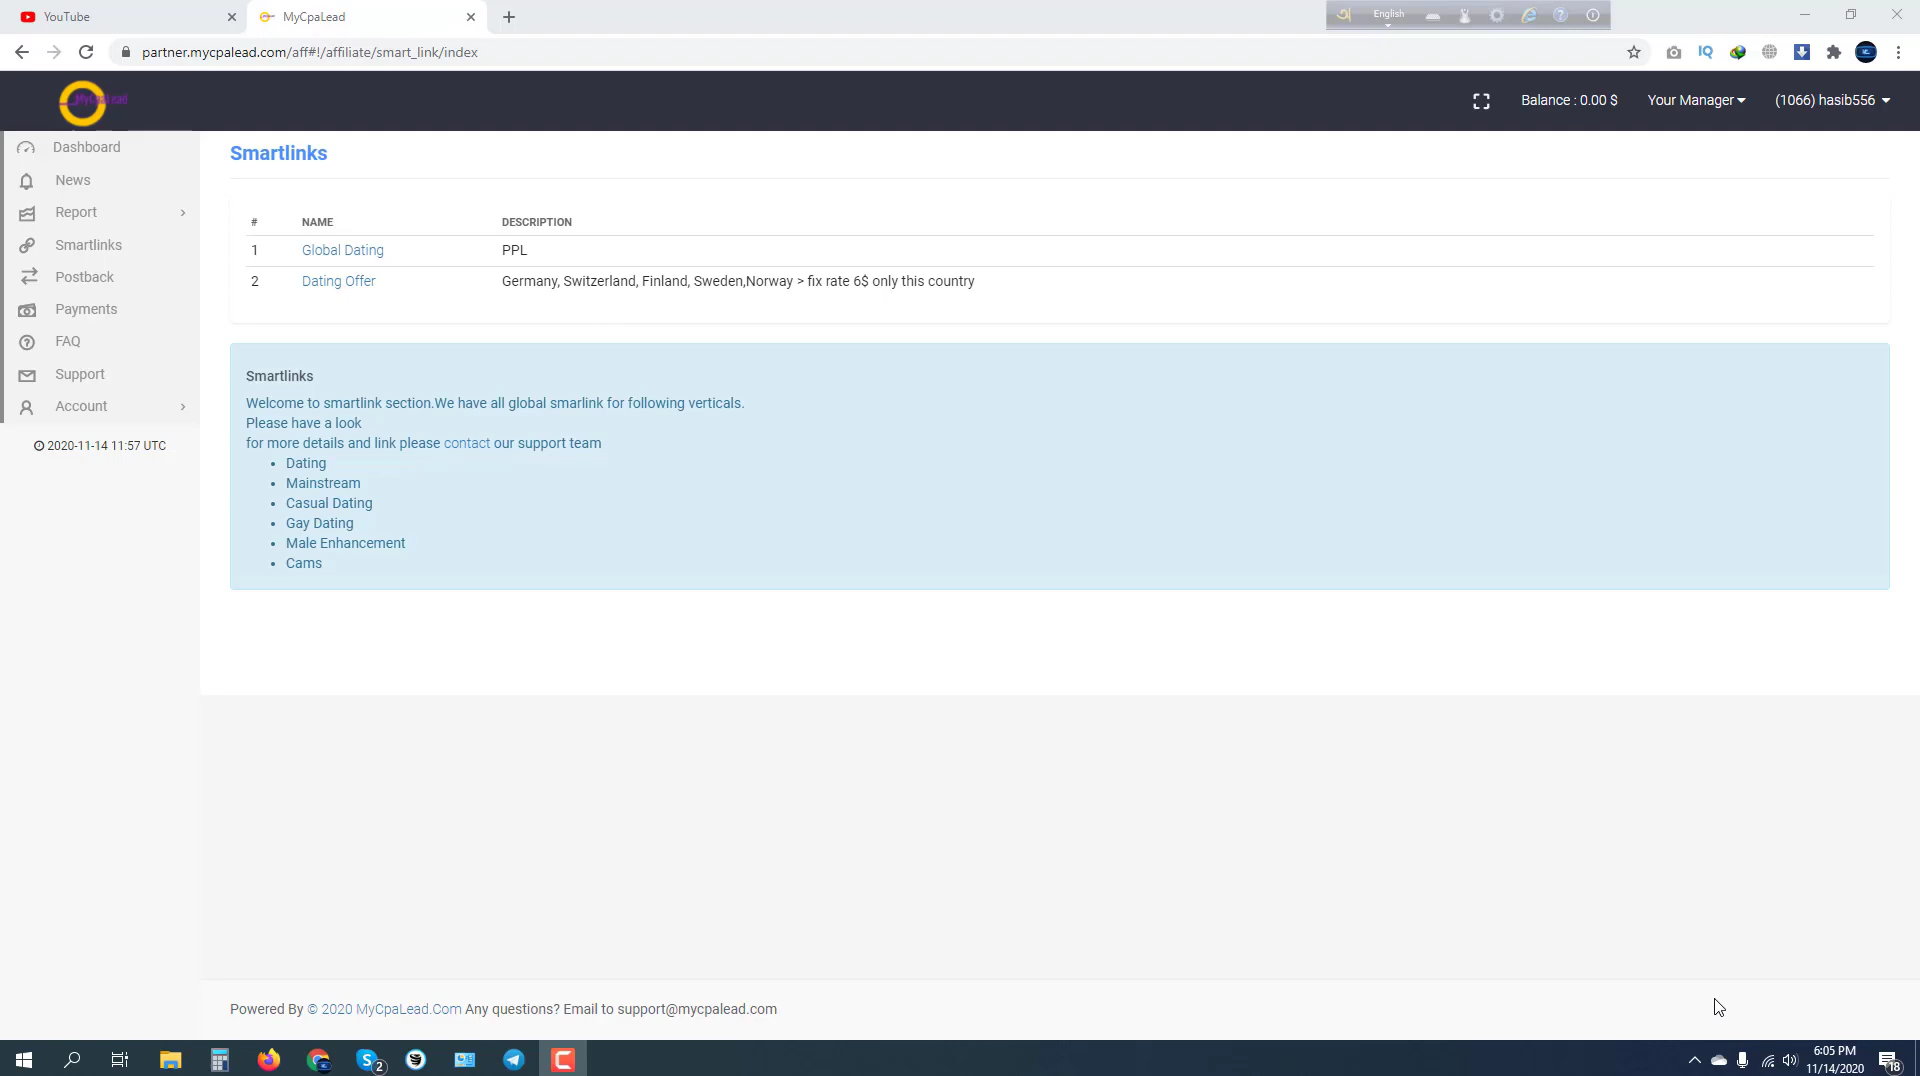 YouTube
MyCpaLead
English
partner.mycpalead.com/aff#!/affiliate/smart_link/index
IQ
MyCpaLead
Balance : 0.00 $
Your Manager
(1066) hasib556
Dashboard
News
Report
Smartlinks
Postback
Payments
FAQ
Support
Account
2020-11-14 11:57 UTC
Smartlinks
# NAME DESCRIPTION
1 Global Dating PPL
2 Dating Offer Germany, Switzerland, Finland, Sweden,Norway > fix rate 6$ only this country
Smartlinks
Welcome to smartlink section.We have all global smarlink for following verticals.
Please have a look
for more details and link please contact our support team
• Dating
• Mainstream
• Casual Dating
• Gay Dating
• Male Enhancement
• Cams
Powered By © 2020 MyCpaLead.Com Any questions? Email to support@mycpalead.com
2
6:05 PM
11/14/2020
18